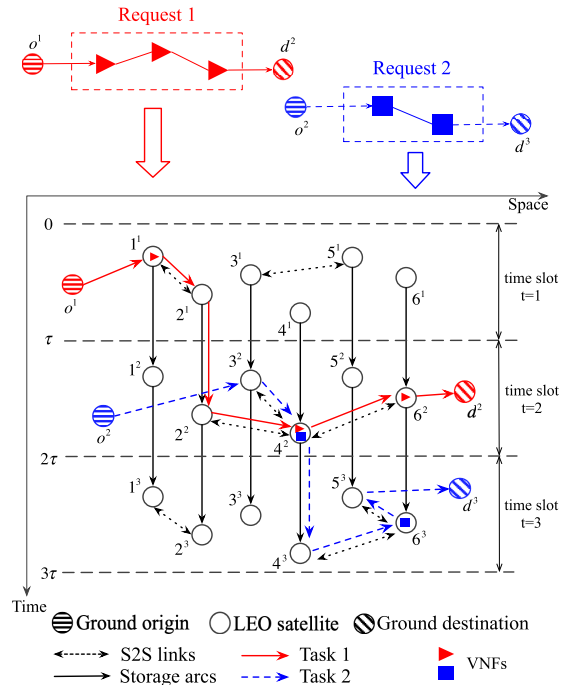 Request 1
o¹
d²
Request 2
o²
d³
Space
0
1¹
2¹
3¹
4¹
5¹
6¹
time slot
t=1
o¹
τ
1²
2²
3²
4²
5²
6²
d²
time slot
t=2
o²
2τ
1³
2³
3³
4³
5³
6³
d³
time slot
t=3
3τ
Time
Ground origin
LEO satellite
Ground destination
S2S links
Task 1
VNFs
Storage arcs
Task 2